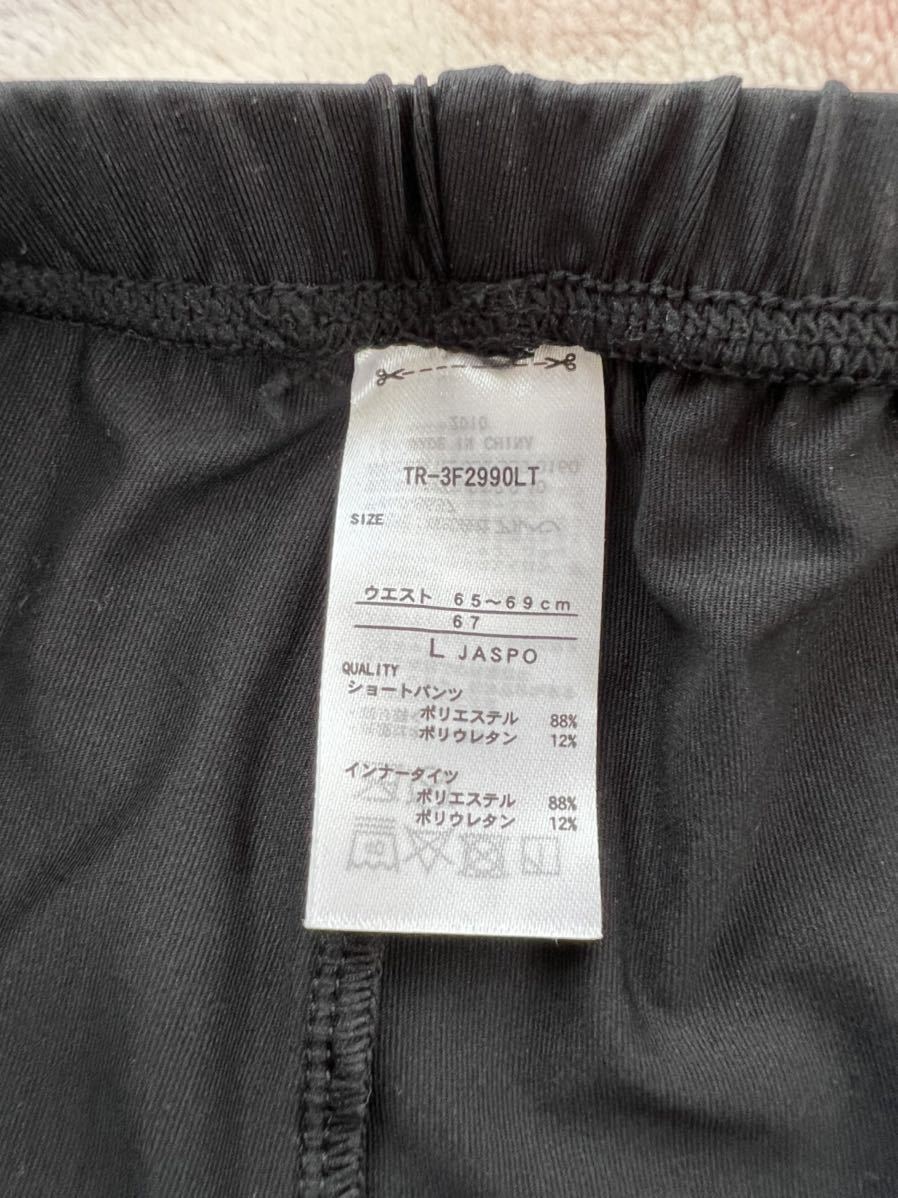 TR-3F2990LT
SIZE
ウエスト 65～69cm
67
L JASPO
QUALITY
ショートパンツ
ポリエステル 88%
ポリウレタン 12%
インナータイツ
ポリエステル 88%
ポリウレタン 12%